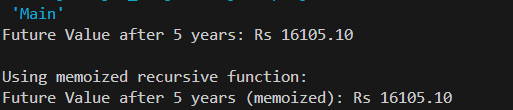 'Main'
Future Value after 5 years: Rs 16105.10
Using memoized recursive function:
Future Value after 5 years (memoized): Rs 16105.10